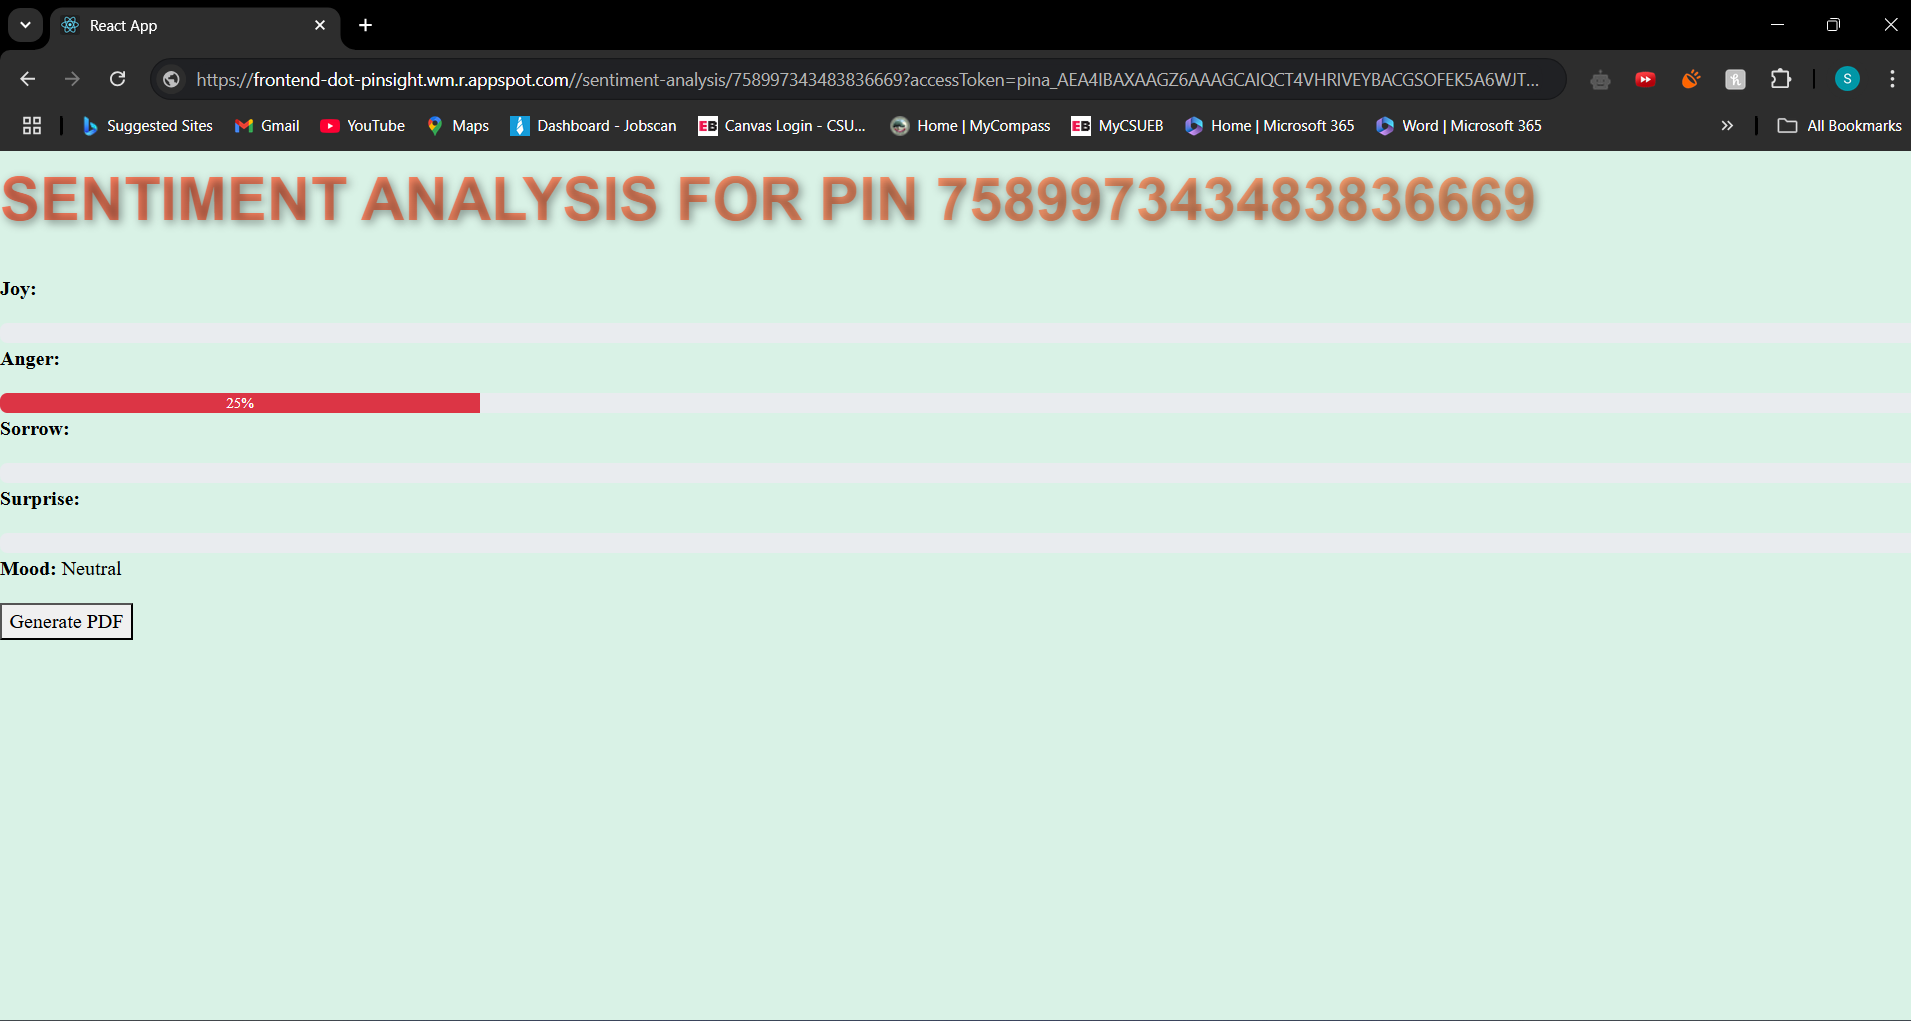 React App
https://frontend-dot-pinsight.wm.r.appspot.com//sentiment-analysis/758997343483836669?accessToken=pina_AEA4IBAXAAGZ6AAAGCAIQCT4VHRIVEYBACGSOFEK5A6WJT...
S
Suggested Sites Gmail YouTube Maps Dashboard - Jobscan EB Canvas Login - CSU... Home | MyCompass EB MyCSUEB Home | Microsoft 365 Word | Microsoft 365 All Bookmarks
SENTIMENT ANALYSIS FOR PIN 758997343483836669
Joy:
Anger:
25%
Sorrow:
Surprise:
Mood: Neutral
Generate PDF